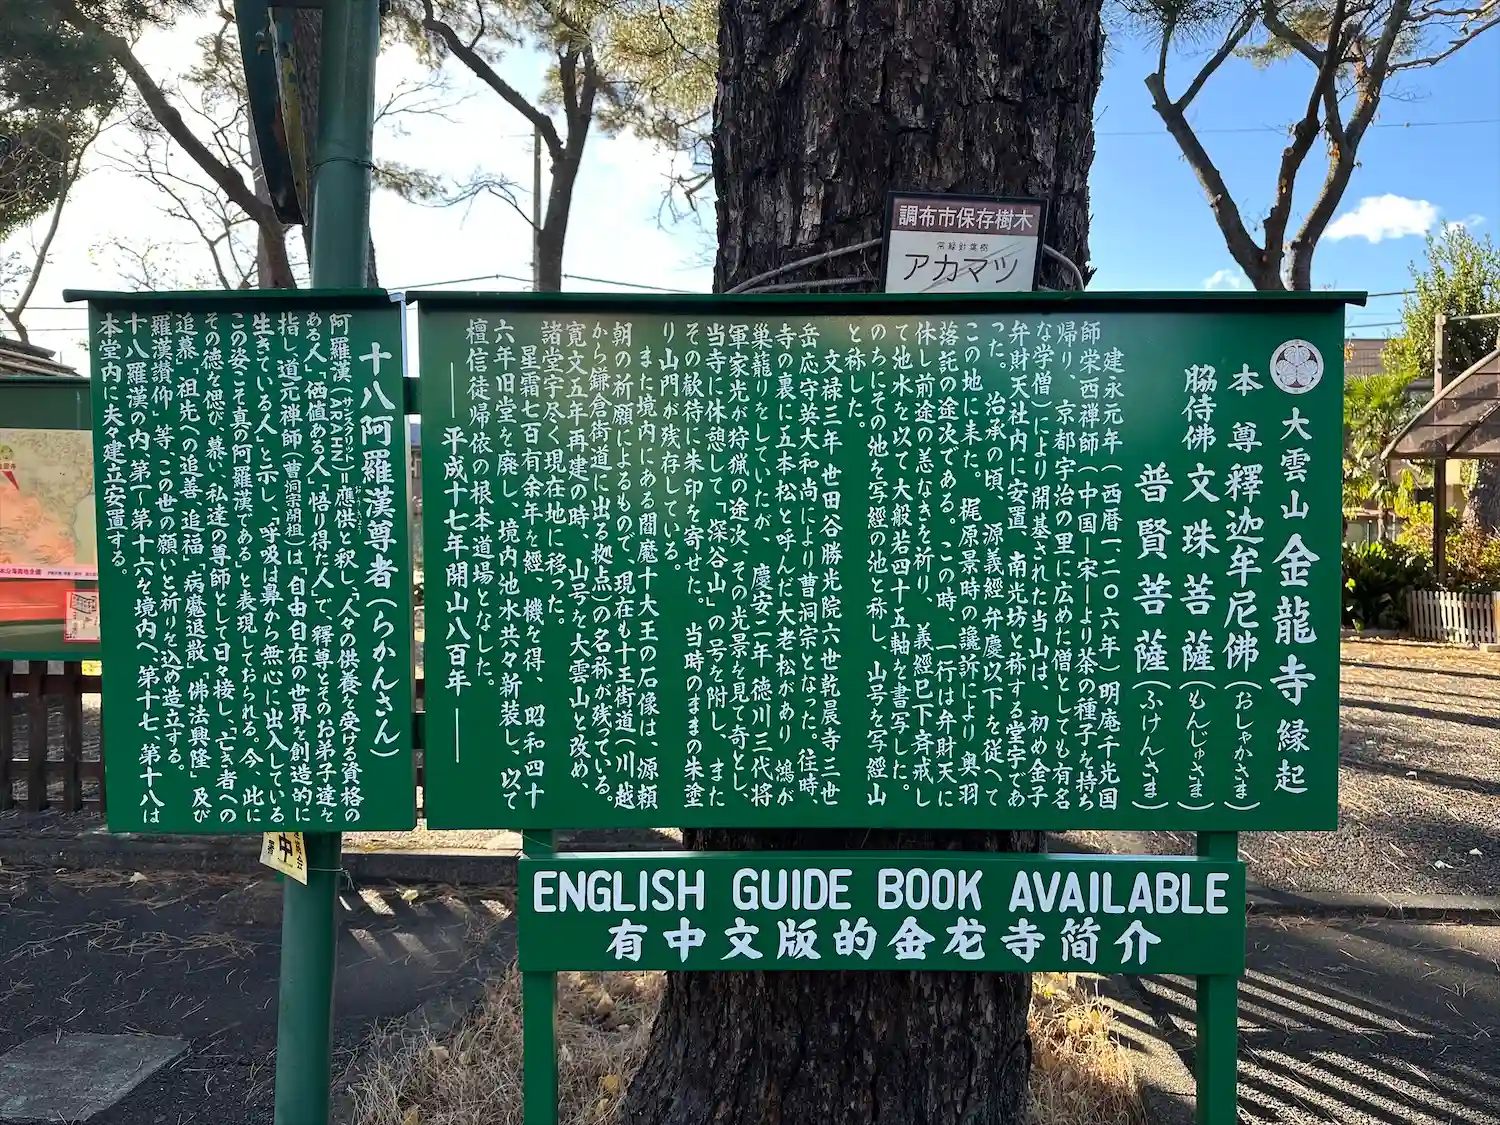 調布市保存樹木
常緑針葉樹
アカマツ
大雲山金龍寺縁起
本尊 釋迦牟尼佛(おしゃかさま)
脇侍佛 文珠菩薩(もんじゅさま)
普賢菩薩(ふけんさま)
建永元年(西暦一、二〇六年)明庵千光国
師栄西禅師(中国―宋―より茶の種子を持ち
帰り、京都宇治の里に広めた僧としても有名
な学僧)により開基された当山は、初め金子
弁財天社内に安置、南光坊と称する堂宇であ
った。治承の頃、源義經弁慶以下を従へて
この地に来た。梶原景時の讒訴により奥羽
落託の途次である。この時、一行は弁財天に
休し前途の恙なきを祈り、義經巳下斉戒し
て池水を以て大般若四十五軸を書写した。
のちにその池を写經の池と称し、山号を写經山
と称した。
文禄三年世田谷勝光院六世乾晨寺三世
岳応守英大和尚により曹洞宗となった。往時、
寺の裏に五本松と呼んだ大老松があり鴻が
巣籠りをしていたが、慶安二年徳川三代将
軍家光が狩猟の途次、その光景を見て奇とし、
当寺に休憩して「深谷山」の号を附し、また
その歓待に朱印を寄せた。当時のままの朱塗
り山門が残存している。
また境内にある閻魔十大王の石像は、源頼
朝の祈願によるもので、現在も十王街道(川越
から鎌倉街道に出る拠点)の名称が残っている。
寛文五年再建の時、山号を大雲山と改め、
諸堂宇尽く現在地に移った。
星霜七百有余年を經、機を得、昭和四十
六年旧堂を廃し、境内池水共々新装し、以て
檀信徒帰依の根本道場となした。
――平成十七年開山八百年――
十八阿羅漢尊者(らかんさん)
阿羅漢(サンスクリットARAHN)=應供と釈し、「人々の供養を受ける資格の
ある人」、「価値ある人」「悟り得た人」で、釋尊とそのお弟子達を
指し道元禅師(曹洞宗開祖)は、「自由自在の世界を創造的に
生きている人」と示し、「呼吸は鼻から無心に出入している
この姿こそ真の阿羅漢である」と表現しておられる。今、此に
その徳を偲び、慕い、私達の尊師として日々接し、「亡き者への
追慕」、「祖先への追善、追福」「病魔退散」「佛法興隆」及び
「羅漢讃仰」等、この世の願いと祈りを込め造立する。
十八羅漢の内、第一~第十六を境内へ、第十七、第十八は
本堂内に夫々建立安置する。
ENGLISH GUIDE BOOK AVAILABLE
有中文版的金龙寺简介
中